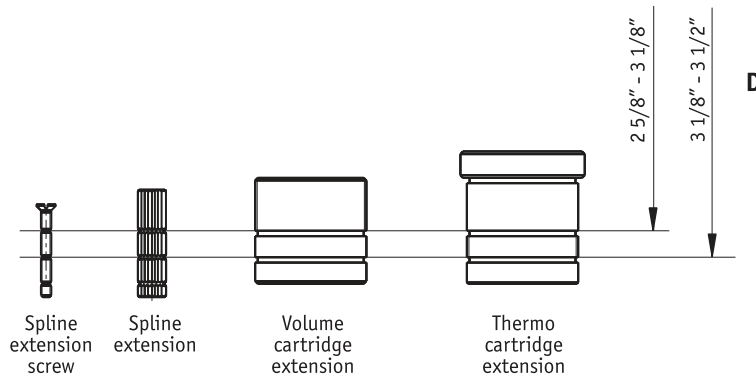 2 5/8" - 3 1/8"
3 1/8" - 3 1/2"
D
Spline
extension
screw
Spline
extension
Volume
cartridge
extension
Thermo
cartridge
extension